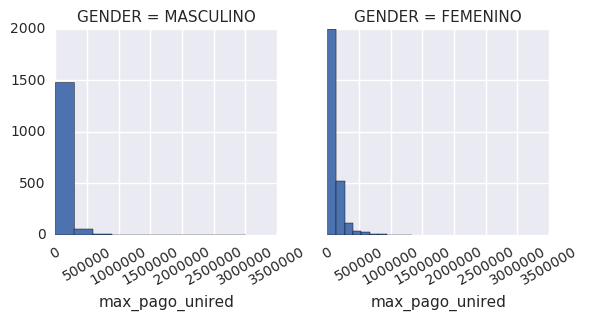 GENDER = MASCULINO
GENDER = FEMENINO
2000
1500
1000
500
0
0 500000 1000000 1500000 2000000 2500000 3000000 3500000
0 500000 1000000 1500000 2000000 2500000 3000000 3500000
max_pago_unired
max_pago_unired